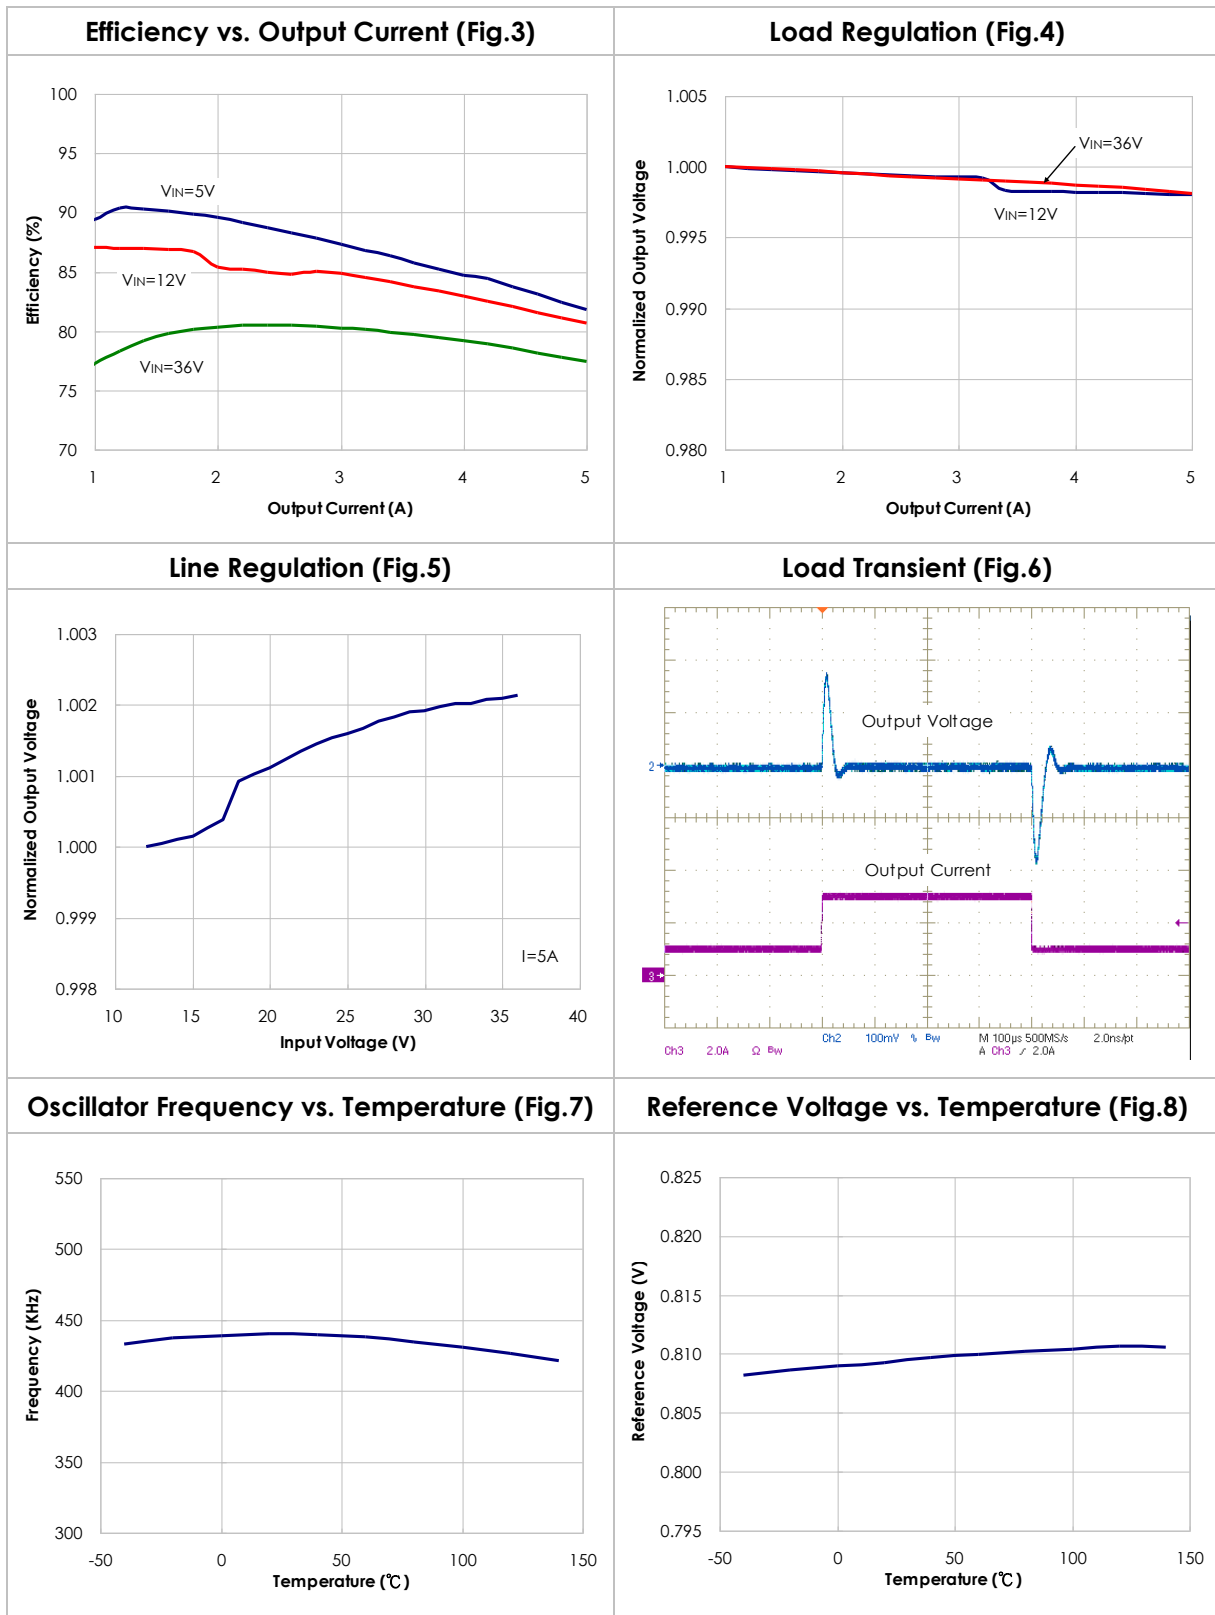 Efficiency vs. Output Current (Fig.3)
Load Regulation (Fig.4)
100
95
90
85
80
75
70
Efficiency (%)
VIN=5V
VIN=12V
VIN=36V
1 2 3 4 5
Output Current (A)
1.005
1.000
0.995
0.990
0.985
0.980
Normalized Output Voltage
VIN=36V
VIN=12V
1 2 3 4 5
Output Current (A)
Line Regulation (Fig.5)
Load Transient (Fig.6)
1.003
1.002
1.001
1.000
0.999
0.998
Normalized Output Voltage
I=5A
10 15 20 25 30 35 40
Input Voltage (V)
Output Voltage
2
Output Current
3
Ch2 100mV % BW M 100µs 500MS/s 2.0ns/pt
Ch3 2.0A Ω BW A Ch3 / 2.0A
Oscillator Frequency vs. Temperature (Fig.7)
Reference Voltage vs. Temperature (Fig.8)
550
500
450
400
350
300
Frequency (KHz)
-50 0 50 100 150
Temperature (℃)
0.825
0.820
0.815
0.810
0.805
0.800
0.795
Reference Voltage (V)
-50 0 50 100 150
Temperature (℃)